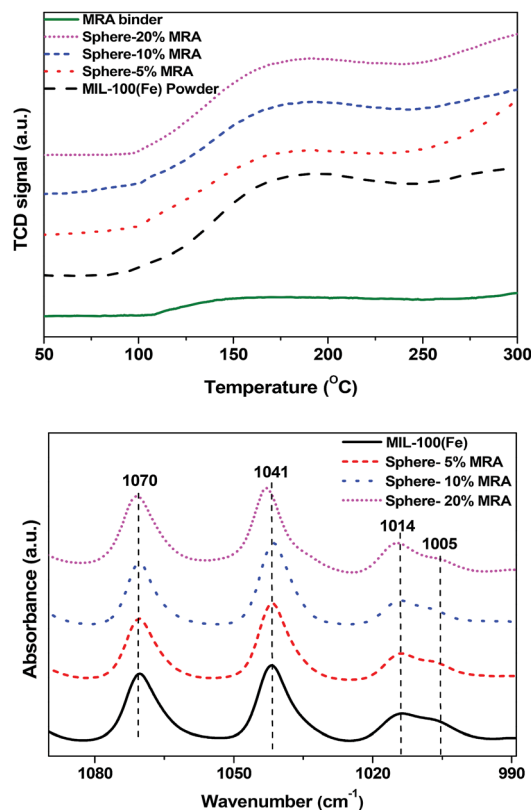 MRA binder
Sphere-20% MRA
Sphere-10% MRA
Sphere-5% MRA
MIL-100(Fe) Powder
TCD signal (a.u.)
50 100 150 200 250 300
Temperature (OC)
MIL-100(Fe)
Sphere- 5% MRA
Sphere- 10% MRA
Sphere- 20% MRA
1070 1041 1014 1005
Absorbance (a.u.)
1080 1050 1020 990
Wavenumber (cm-1)